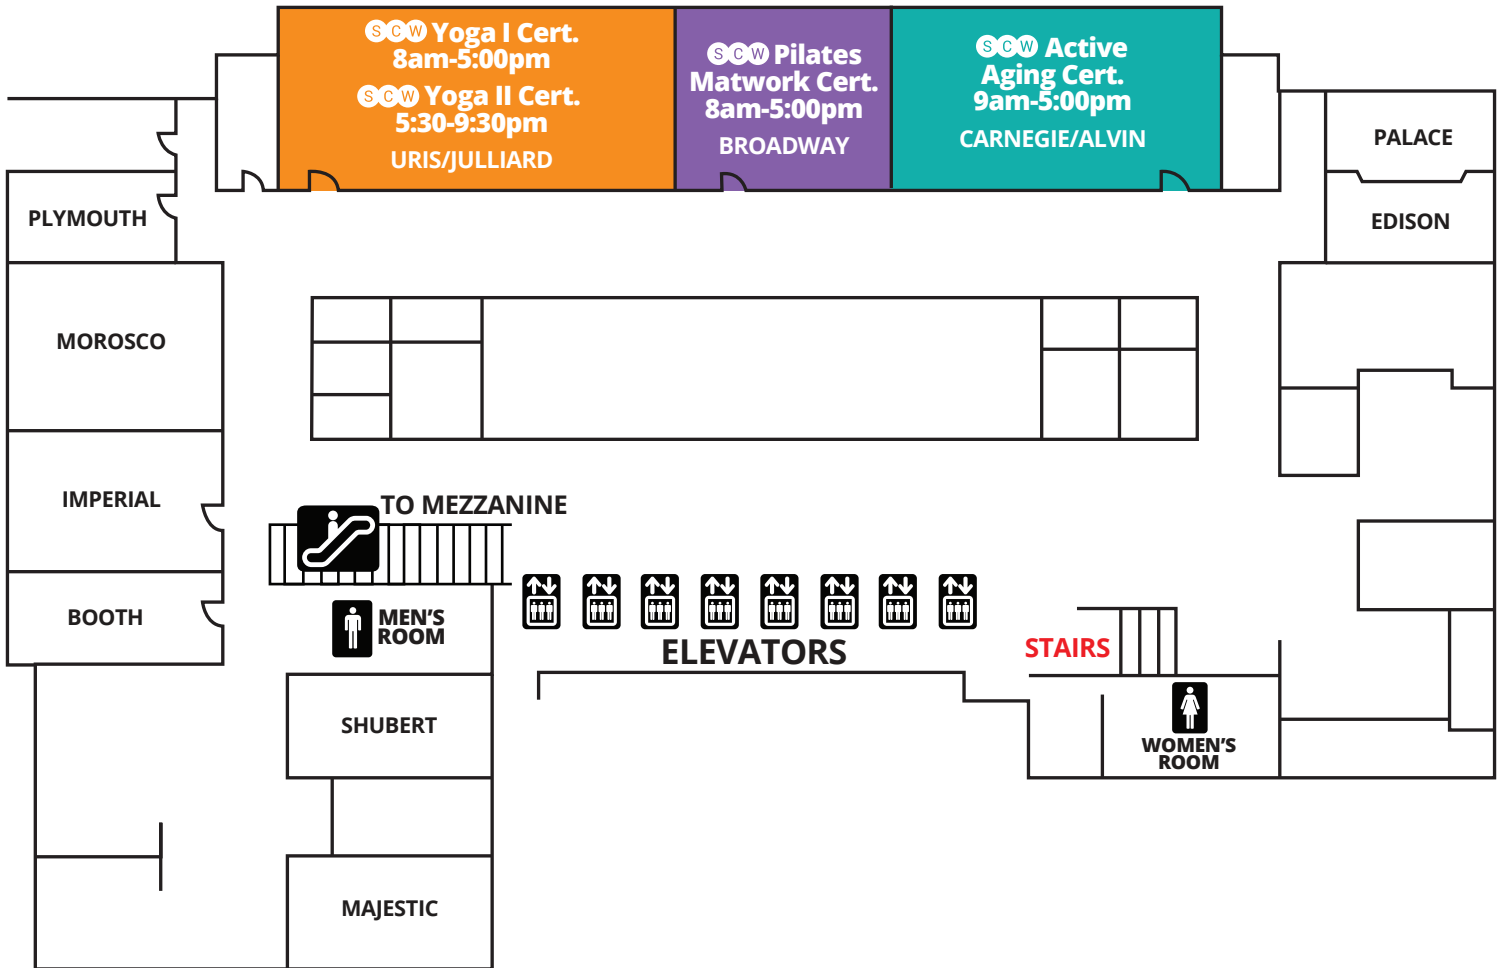 SCW Yoga I Cert.
8am-5:00pm
SCW Yoga II Cert.
5:30-9:30pm
URIS/JULLIARD
SCW Pilates
Matwork Cert.
8am-5:00pm
BROADWAY
SCW Active
Aging Cert.
9am-5:00pm
CARNEGIE/ALVIN
PALACE
EDISON
PLYMOUTH
MOROSCO
IMPERIAL
BOOTH
TO MEZZANINE
MEN'S
ROOM
ELEVATORS
STAIRS
WOMEN'S
ROOM
SHUBERT
MAJESTIC